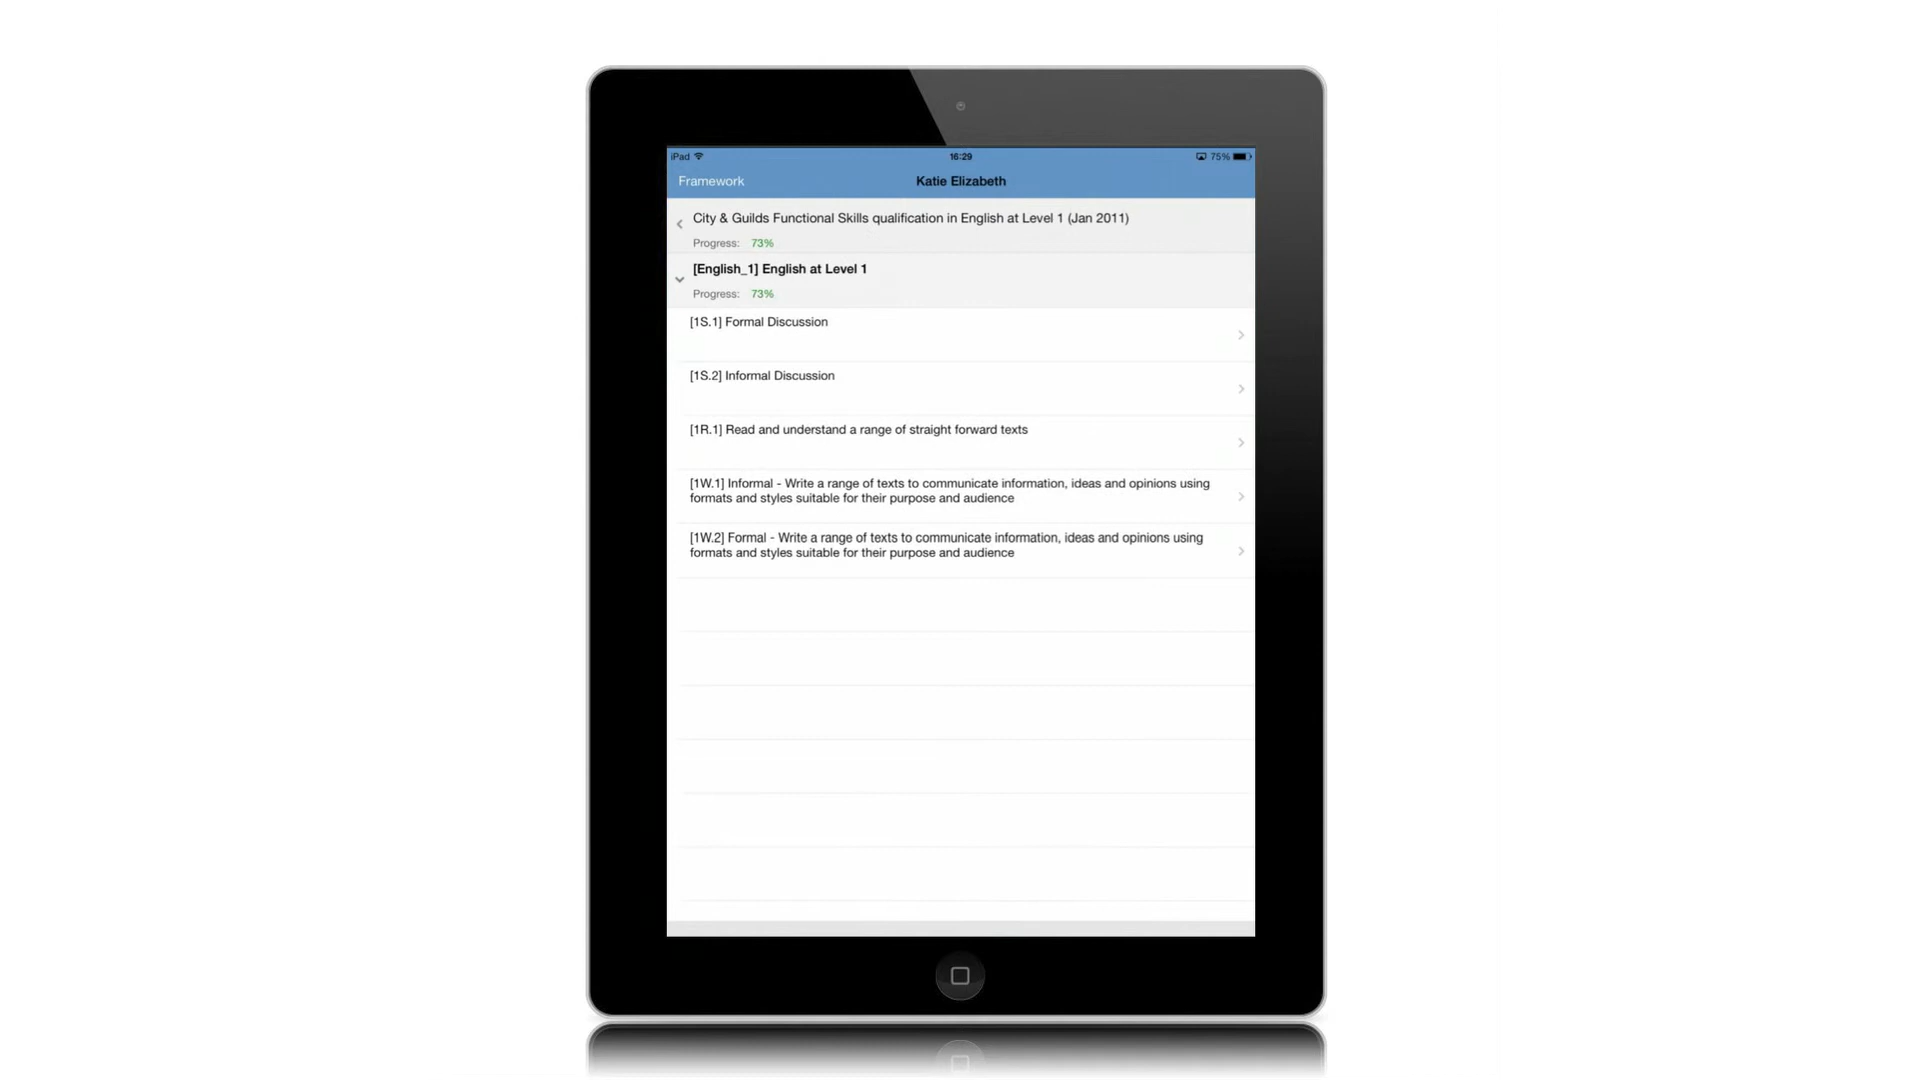 iPad 16:29 75%
Framework Katie Elizabeth
City & Guilds Functional Skills qualification in English at Level 1 (Jan 2011)
Progress: 73%
[English_1] English at Level 1
Progress: 73%
[1S.1] Formal Discussion
[1S.2] Informal Discussion
[1R.1] Read and understand a range of straight forward texts
[1W.1] Informal - Write a range of texts to communicate information, ideas and opinions using
formats and styles suitable for their purpose and audience
[1W.2] Formal - Write a range of texts to communicate information, ideas and opinions using
formats and styles suitable for their purpose and audience